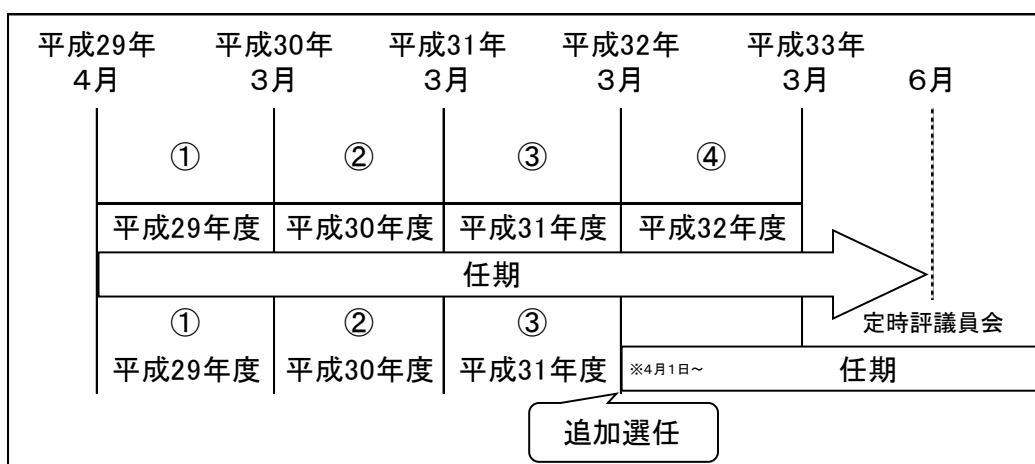 平成29年 平成30年 平成31年 平成32年 平成33年
4月 3月 3月 3月 3月 6月
① ② ③ ④
平成29年度 平成30年度 平成31年度 平成32年度
任期
① ② ③
定時評議員会
平成29年度 平成30年度 平成31年度 ※4月1日～ 任期
追加選任